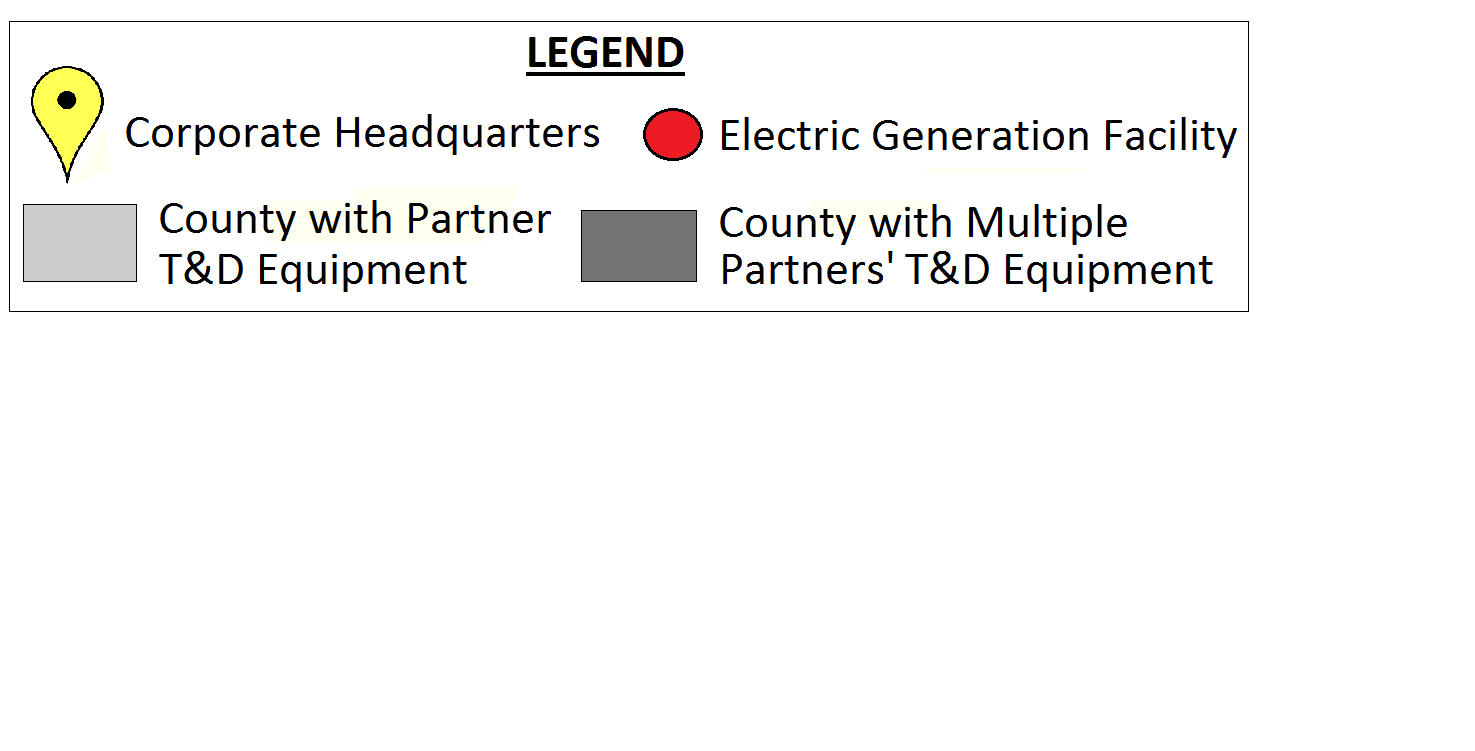 LEGEND
Corporate Headquarters
Electric Generation Facility
County with Partner
T&D Equipment
County with Multiple
Partners' T&D Equipment